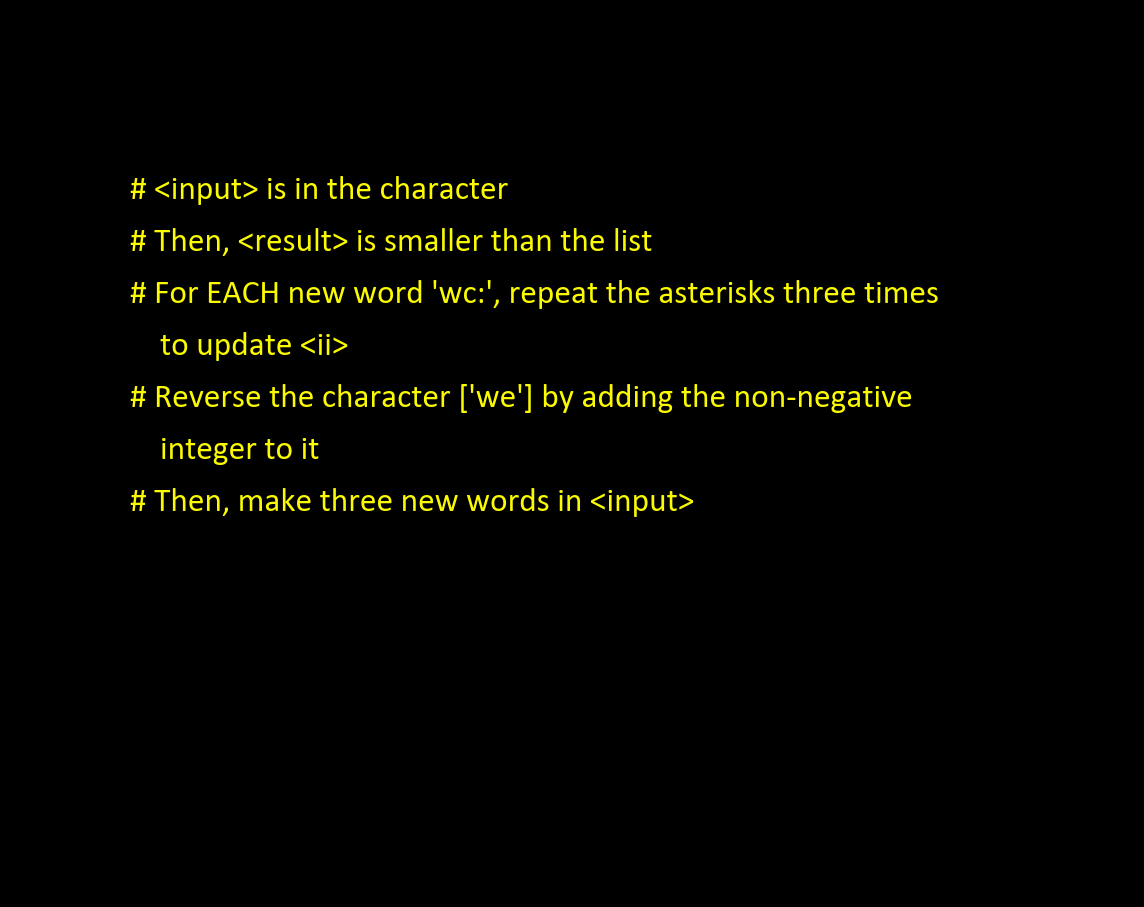 # <input> is in the character
# Then, <result> is smaller than the list
# For EACH new word 'wc:', repeat the asterisks three times
to update <ii>
# Reverse the character ['we'] by adding the non-negative
integer to it
# Then, make three new words in <input>